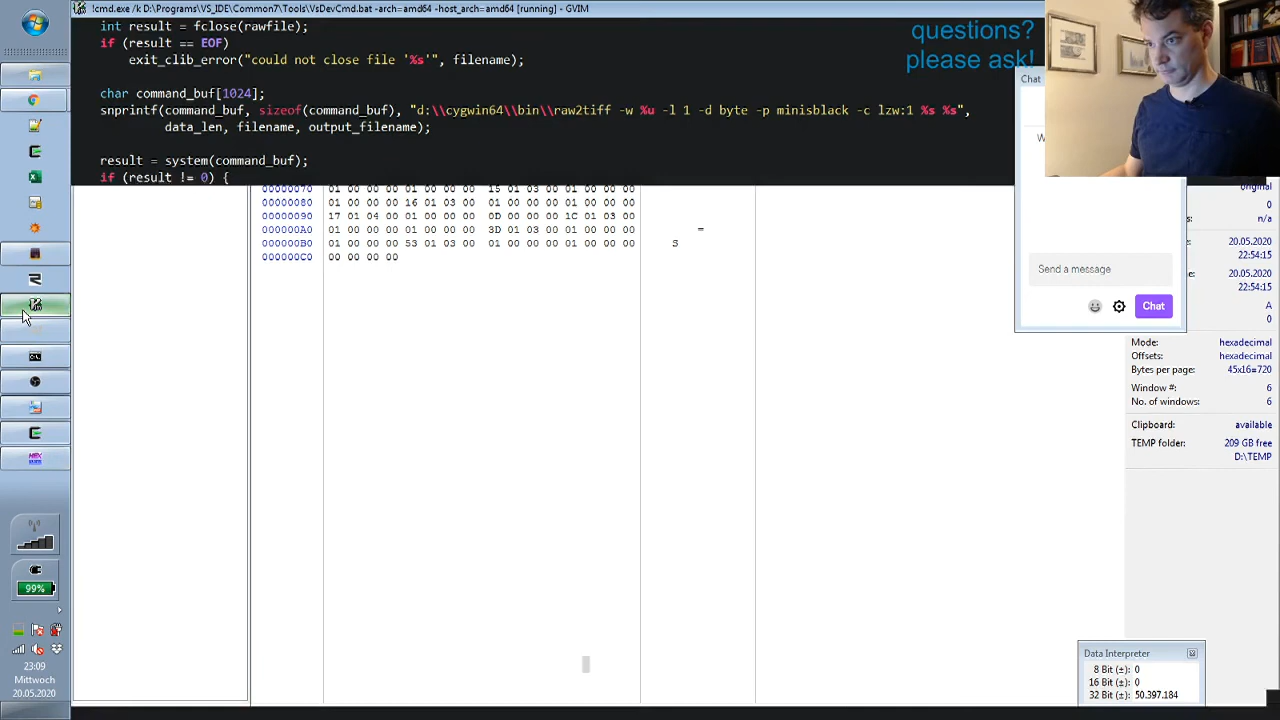 !cmd.exe /k D:\Programs\VS_IDE\Common7\Tools\VsDevCmd.bat -arch=amd64 -host_arch=amd64 [running] - GVIM
int result = fclose(rawfile);
if (result == EOF)
exit_clib_error("could not close file '%s'", filename);
char command_buf[1024];
snprintf(command_buf, sizeof(command_buf), "d:\\cygwin64\\bin\\raw2tiff -w %u -l 1 -d byte -p minisblack -c lzw:1 %s %s",
data_len, filename, output_filename);
result = system(command_buf);
if (result != 0) {
questions?
please ask!
Chat
Send a message
Chat
00000070 01 00 00 00 01 00 00 00 15 01 03 00 01 00 00 00
00000080 01 00 00 00 16 01 03 00 01 00 00 00 01 00 00 00
00000090 17 01 04 00 01 00 00 00 0D 00 00 00 1C 01 03 00
000000A0 01 00 00 00 01 00 00 00 3D 01 03 00 01 00 00 00 =
000000B0 01 00 00 00 53 01 03 00 01 00 00 00 01 00 00 00 S
000000C0 00 00 00 00
original
0
n/a
20.05.2020
22:54:15
20.05.2020
22:54:15
A
0
Mode: hexadecimal
Offsets: hexadecimal
Bytes per page: 45x16=720
Window #: 6
No. of windows: 6
Clipboard: available
TEMP folder: 209 GB free
D:\TEMP
Data Interpreter
8 Bit (±): 0
16 Bit (±): 0
32 Bit (±): 50.397.184
99%
23:09
Mittwoch
20.05.2020